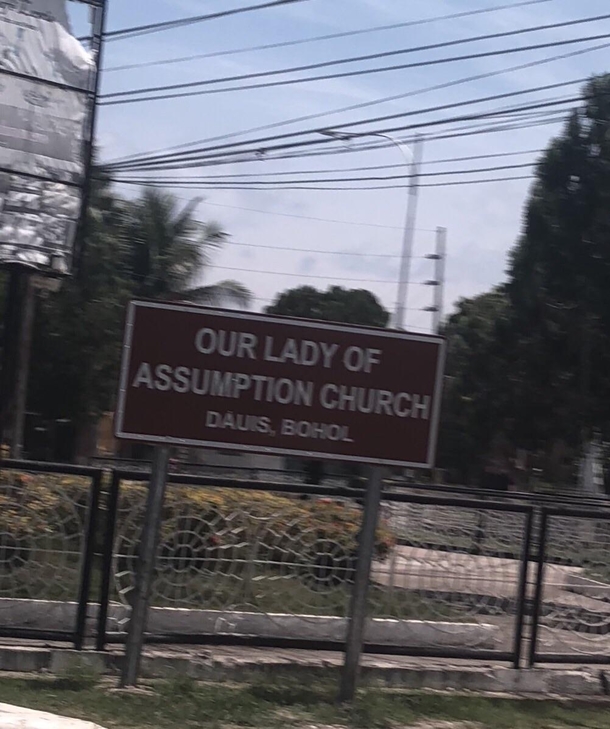 OUR LADY OF
ASSUMPTION CHURCH
DAUIS, BOHOL